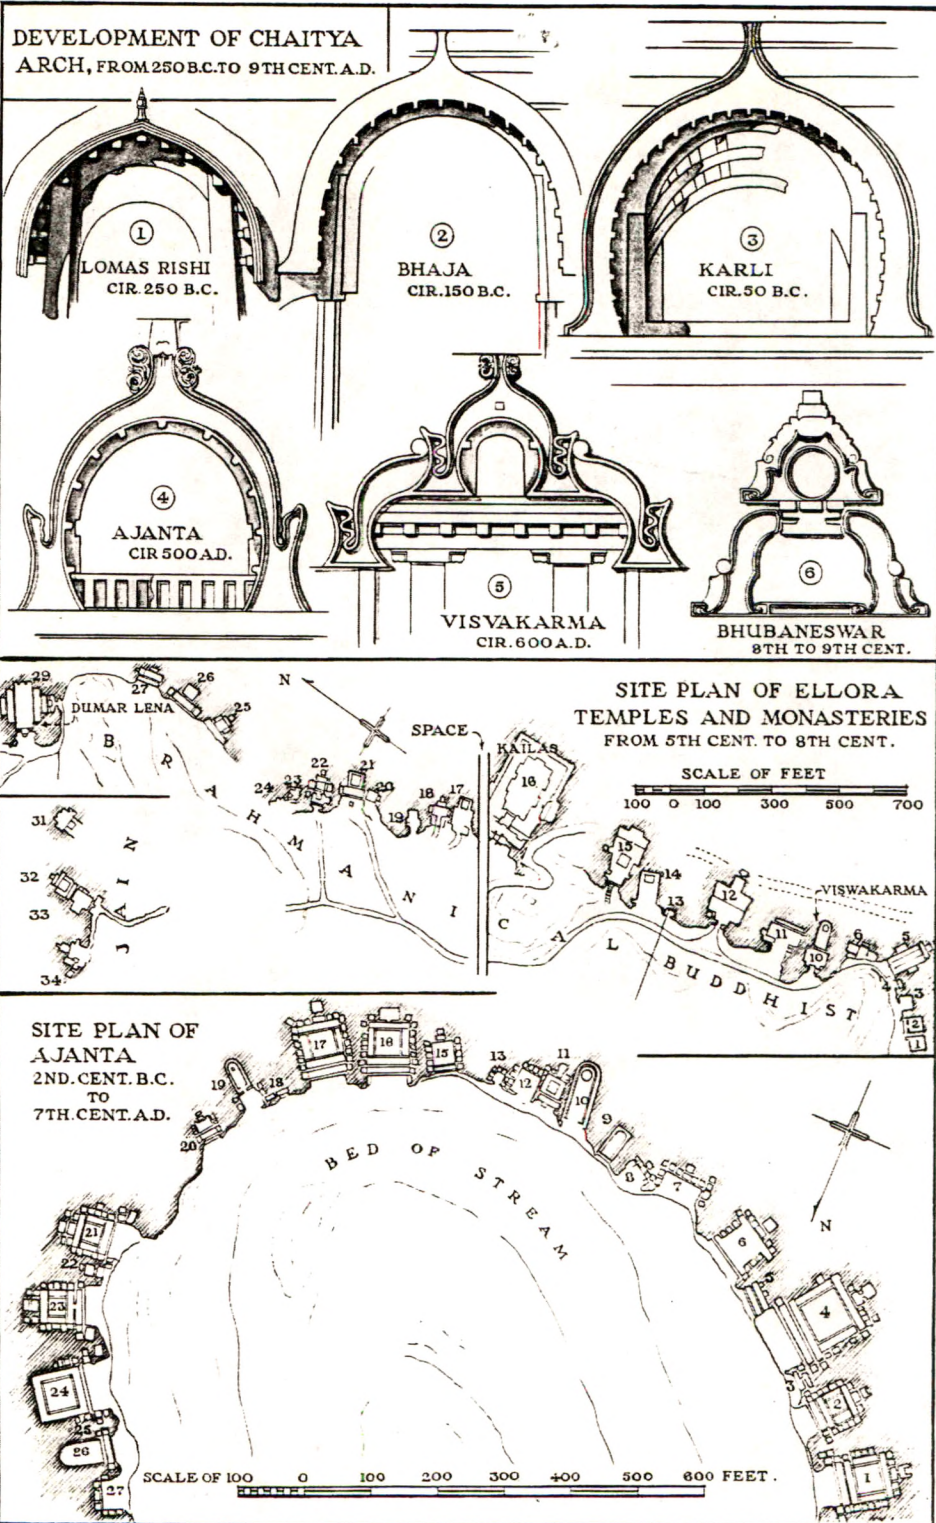 DEVELOPMENT OF CHAITYA
ARCH, FROM 250 B.C. TO 9TH CENT. A.D.
1
LOMAS RISHI
CIR. 250 B.C.
2
BHAJA
CIR. 150 B.C.
3
KARLI
CIR. 50 B.C.
4
AJANTA
CIR 500 A.D.
5
VISVAKARMA
CIR. 600 A.D.
6
BHUBANESWAR
8TH TO 9TH CENT.
SITE PLAN OF ELLORA
TEMPLES AND MONASTERIES
FROM 5TH CENT. TO 8TH CENT.
SCALE OF FEET
100 0 100 300 500 700
N
SPACE
KAILAS
DUMAR LENA
VISWAKARMA
BRAHMANICAL
BUDDHIST
JAIN
29
27
26
25
24
23
22
21
20
19
18
17
16
15
14
13
12
11
10
6
5
4
3
2
1
31
32
33
34
SITE PLAN OF
AJANTA
2ND. CENT. B.C.
TO
7TH. CENT. A.D.
BED OF STREAM
N
20
19
18
17
16
15
13
12
11
10
9
8
7
6
5
4
3
2
1
21
22
23
24
25
26
27
SCALE OF 100 0 100 200 300 400 500 600 FEET.